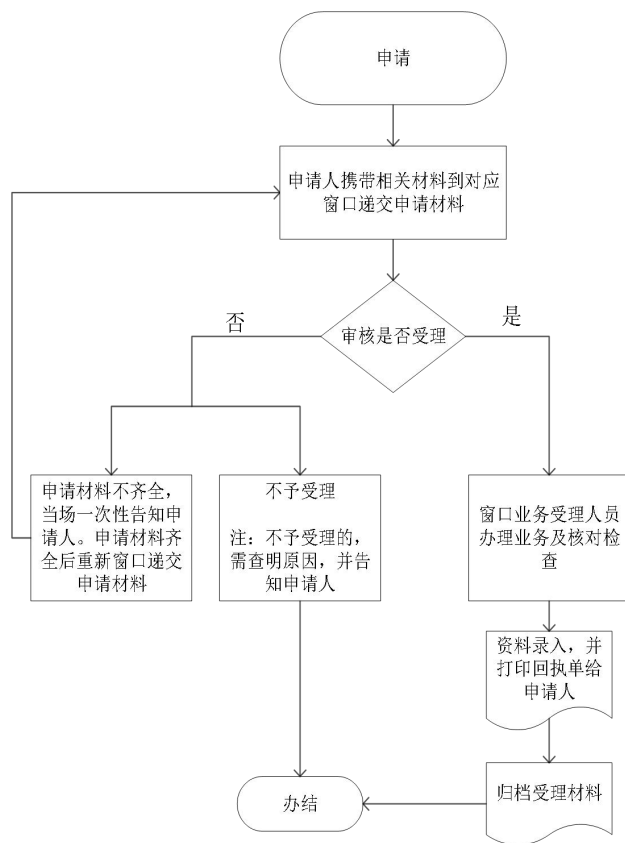 申请
申请人携带相关材料到对应
窗口递交申请材料
审核是否受理
否
是
申请材料不齐全，
当场一次性告知申
请人。申请材料齐
全后重新窗口递交
申请材料
不予受理
注：不予受理的，
需查明原因，并告
知申请人
窗口业务受理人员
办理业务及核对检
查
资料录入，并
打印回执单给
申请人
归档受理材料
办结